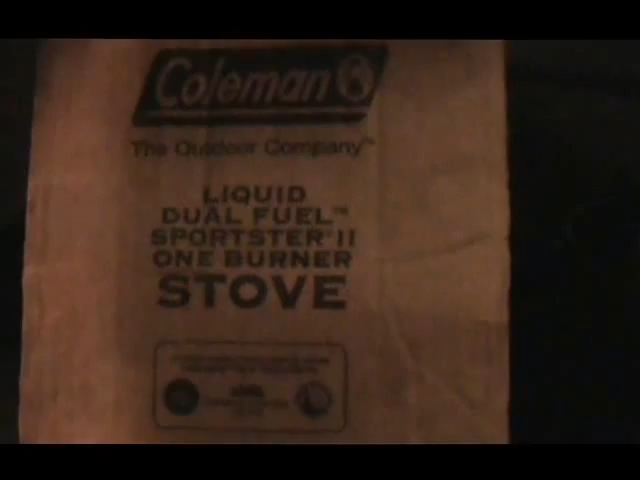 Coleman
The Outdoor Company™
LIQUID
DUAL FUEL™
SPORTSTER® II
ONE BURNER
STOVE